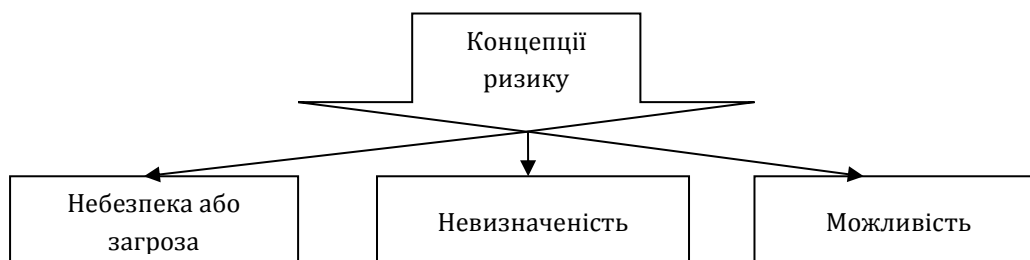 Концепції
ризику
Небезпека або
загроза
Невизначеність
Можливість